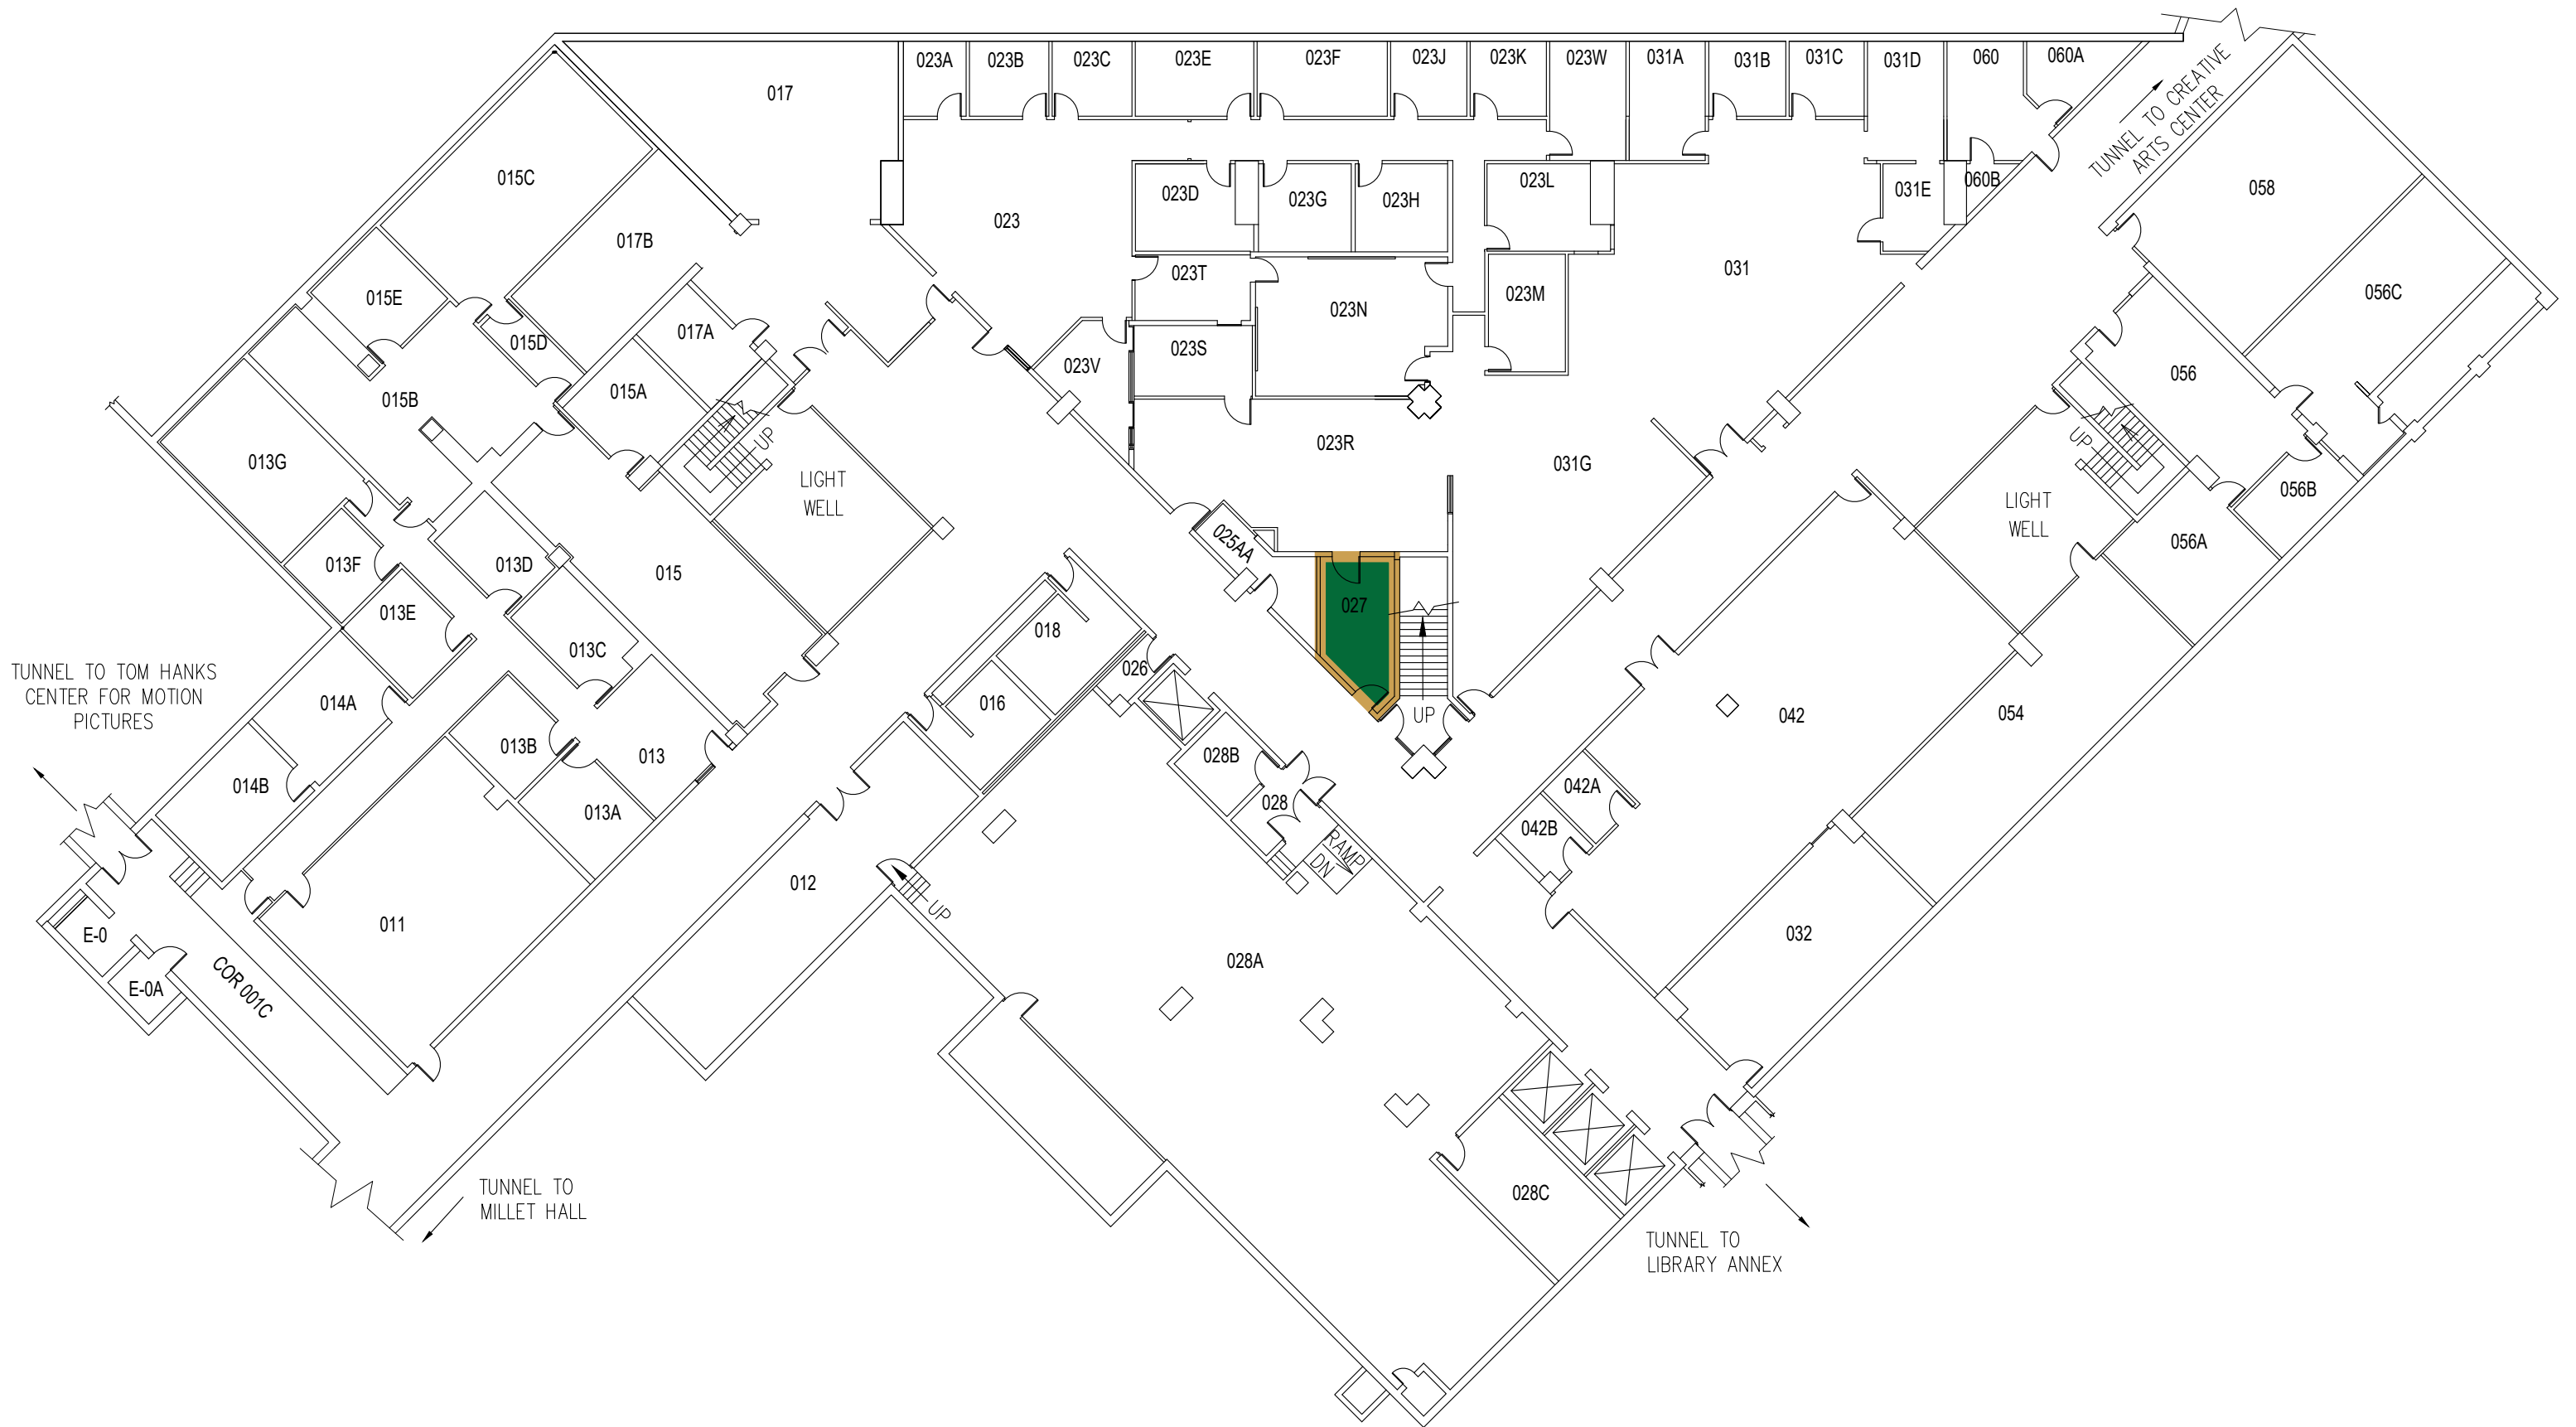 023A
023B
023C
023E
023F
023J
023K
023W
031A
031B
031C
031D
060
060A
017
TUNNEL TO CREATIVE
ARTS CENTER
015C
023D
023G
023H
023L
031E
060B
058
023
017B
031
015E
023T
023M
056C
023N
017A
015D
023S
023V
056
015B
015A
UP
023R
UP
013G
031G
LIGHT
WELL
LIGHT
WELL
056B
025AA
056A
013F
013D
015
027
013E
018
013C
026
TUNNEL TO TOM HANKS
CENTER FOR MOTION
PICTURES
014A
016
UP
042
054
013B
013
028B
014B
042A
013A
028
042B
RAMP
DN
012
UP
011
E-0
032
028A
COR 001C
E-0A
TUNNEL TO
MILLET HALL
028C
TUNNEL TO
LIBRARY ANNEX